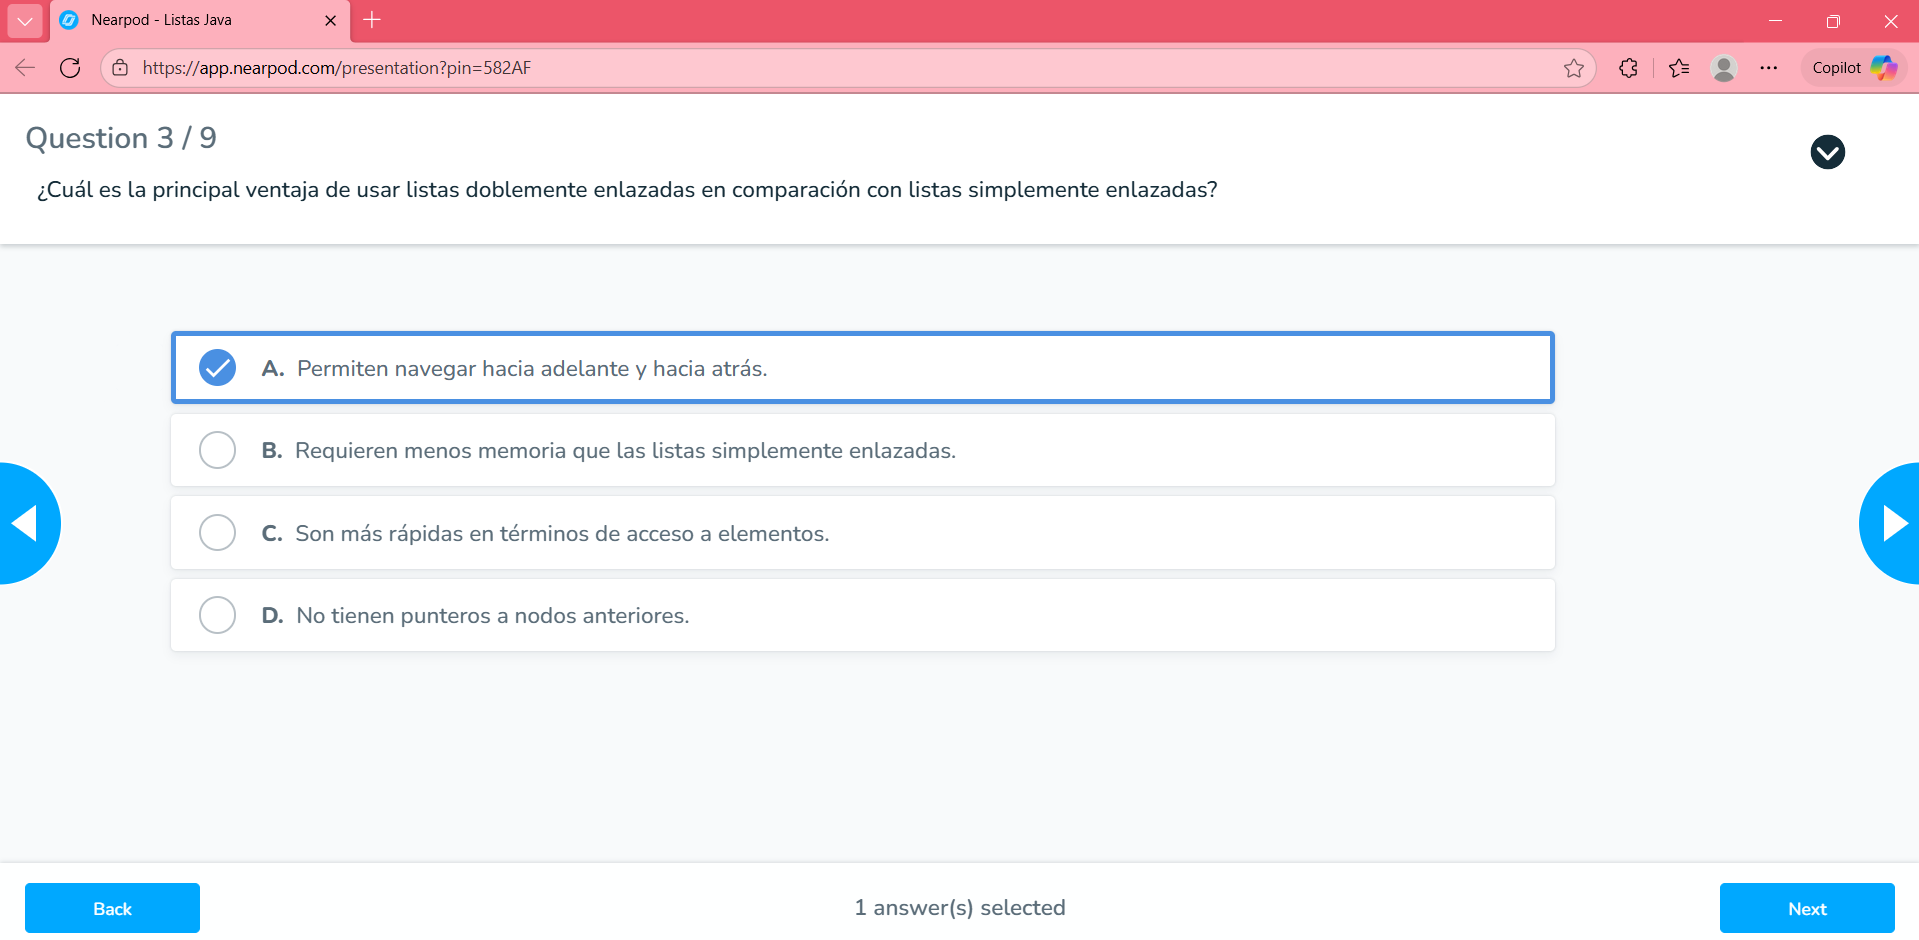 Nearpod - Listas Java
https://app.nearpod.com/presentation?pin=582AF
Copilot
Question 3 / 9
¿Cuál es la principal ventaja de usar listas doblemente enlazadas en comparación con listas simplemente enlazadas?
A. Permiten navegar hacia adelante y hacia atrás.
B. Requieren menos memoria que las listas simplemente enlazadas.
C. Son más rápidas en términos de acceso a elementos.
D. No tienen punteros a nodos anteriores.
Back
1 answer(s) selected
Next